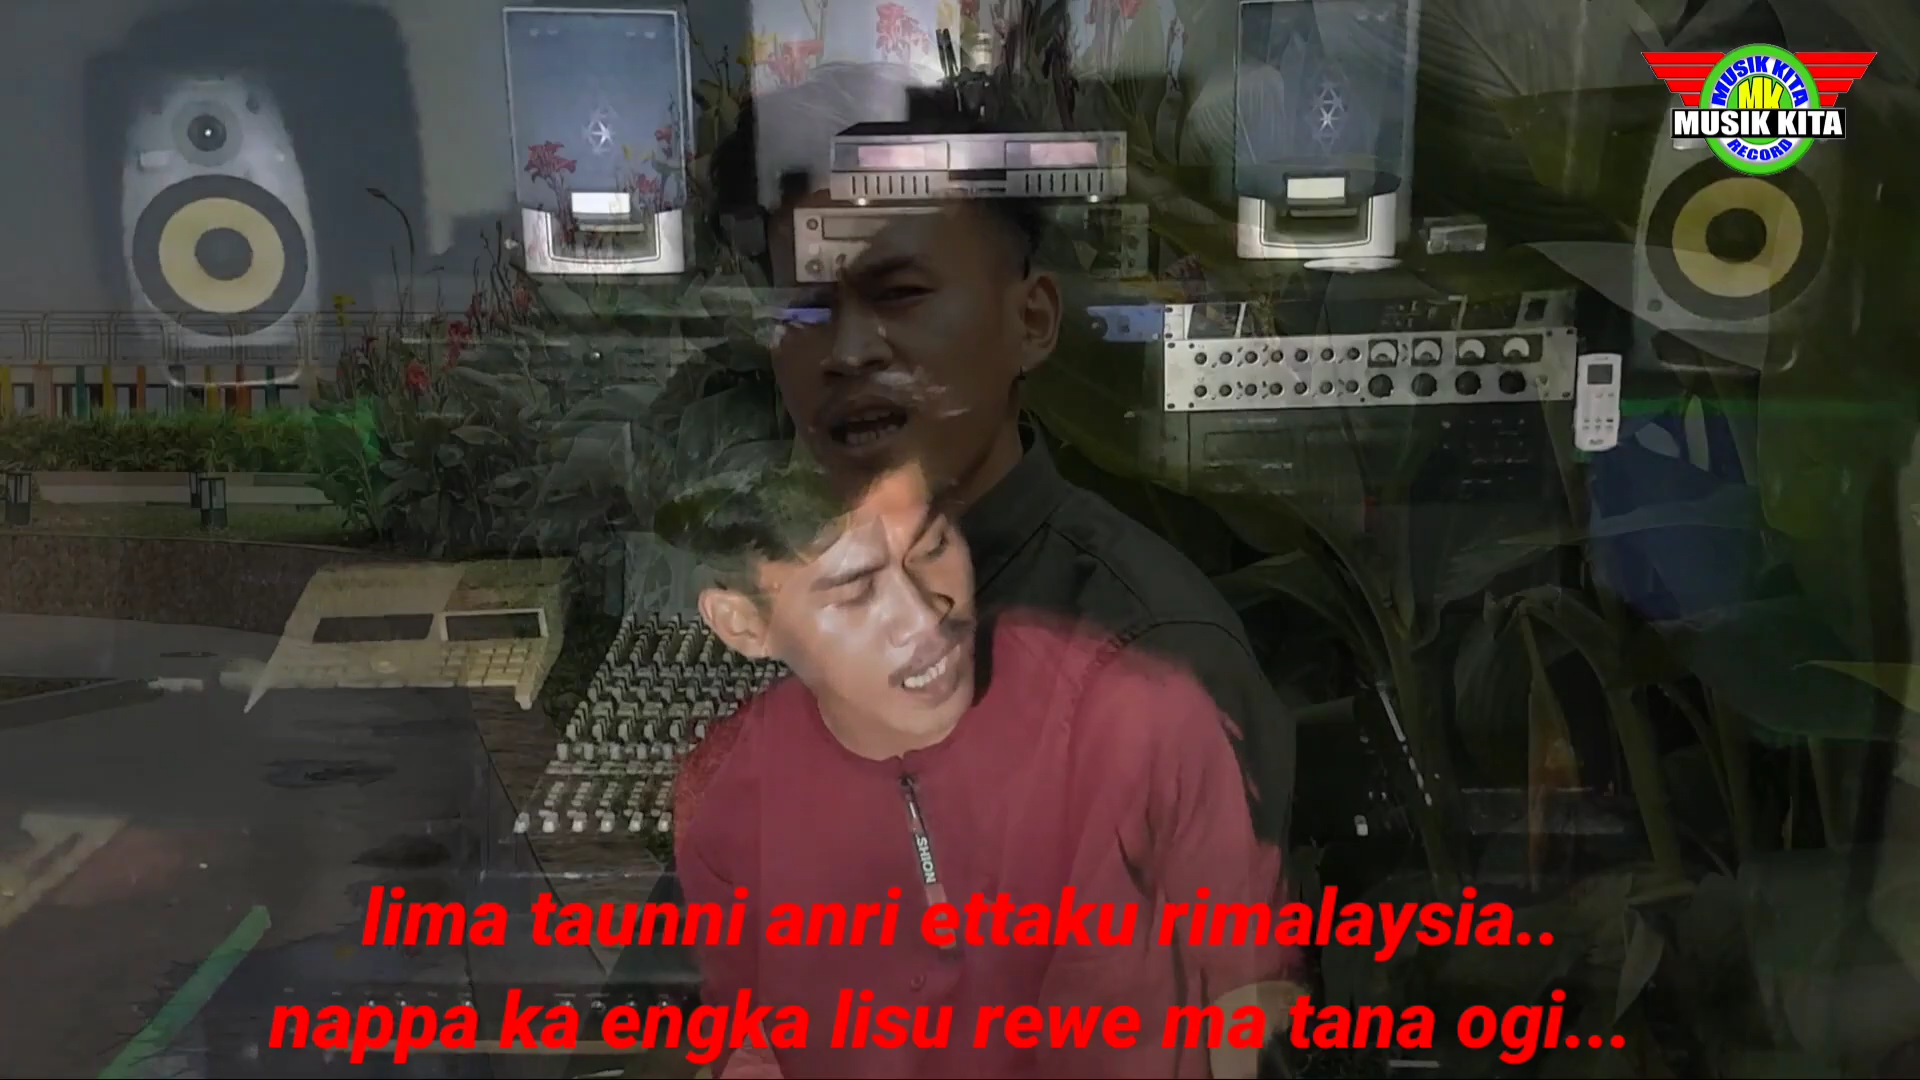 MUSIK KITA
MK
MUSIK KITA
RECORD
SHION
lima taunni anri ettaku rimalaysia..
nappa ka engka lisu rewe ma tana ogi...